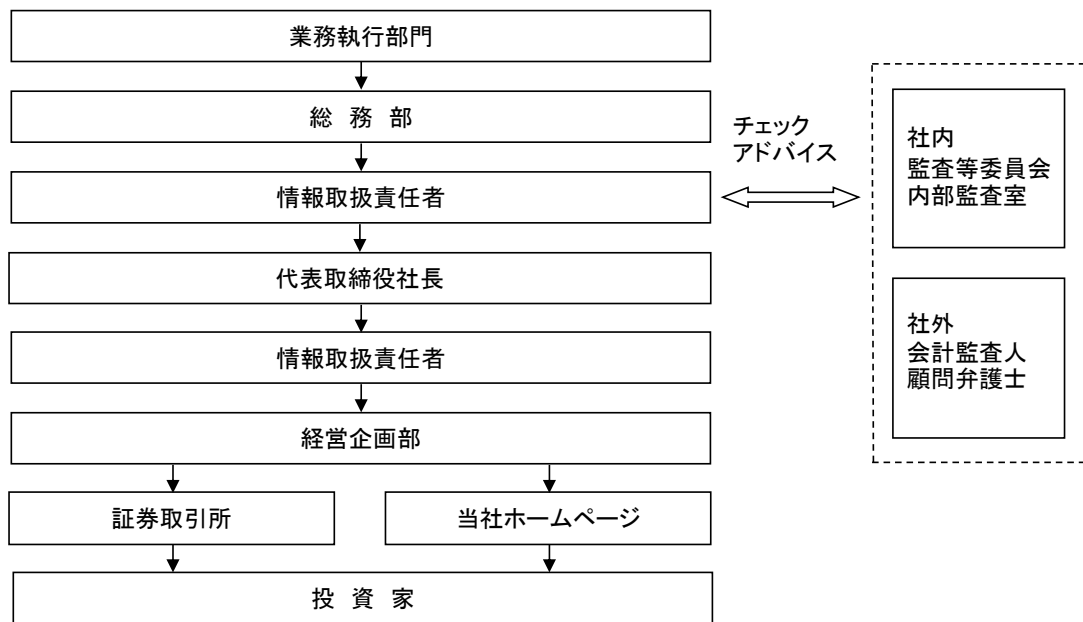 業務執行部門
総 務 部
情報取扱責任者
代表取締役社長
情報取扱責任者
経営企画部
証券取引所
当社ホームページ
投 資 家
チェック
アドバイス
社内
監査等委員会
内部監査室
社外
会計監査人
顧問弁護士